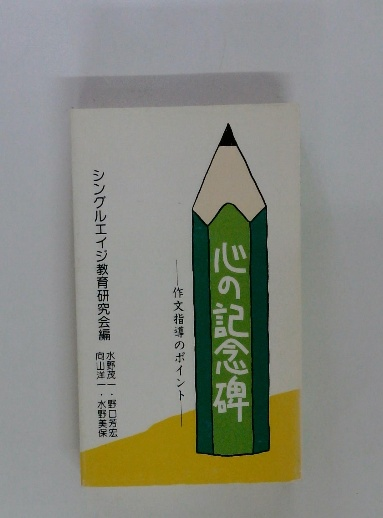 心の記念碑
——作文指導のポイント——
シングルエイジ教育研究会編
水野茂一・野口芳宏
向山洋一・水野美保